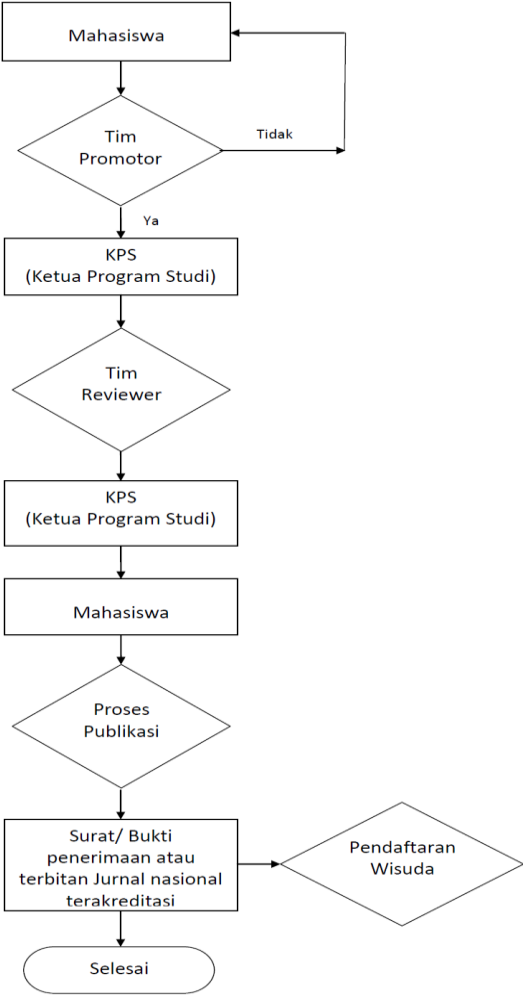 Mahasiswa
Tim
Promotor
Tidak
Ya
KPS
(Ketua Program Studi)
Tim
Reviewer
KPS
(Ketua Program Studi)
Mahasiswa
Proses
Publikasi
Surat/ Bukti
penerimaan atau
terbitan Jurnal nasional
terakreditasi
Pendaftaran
Wisuda
Selesai